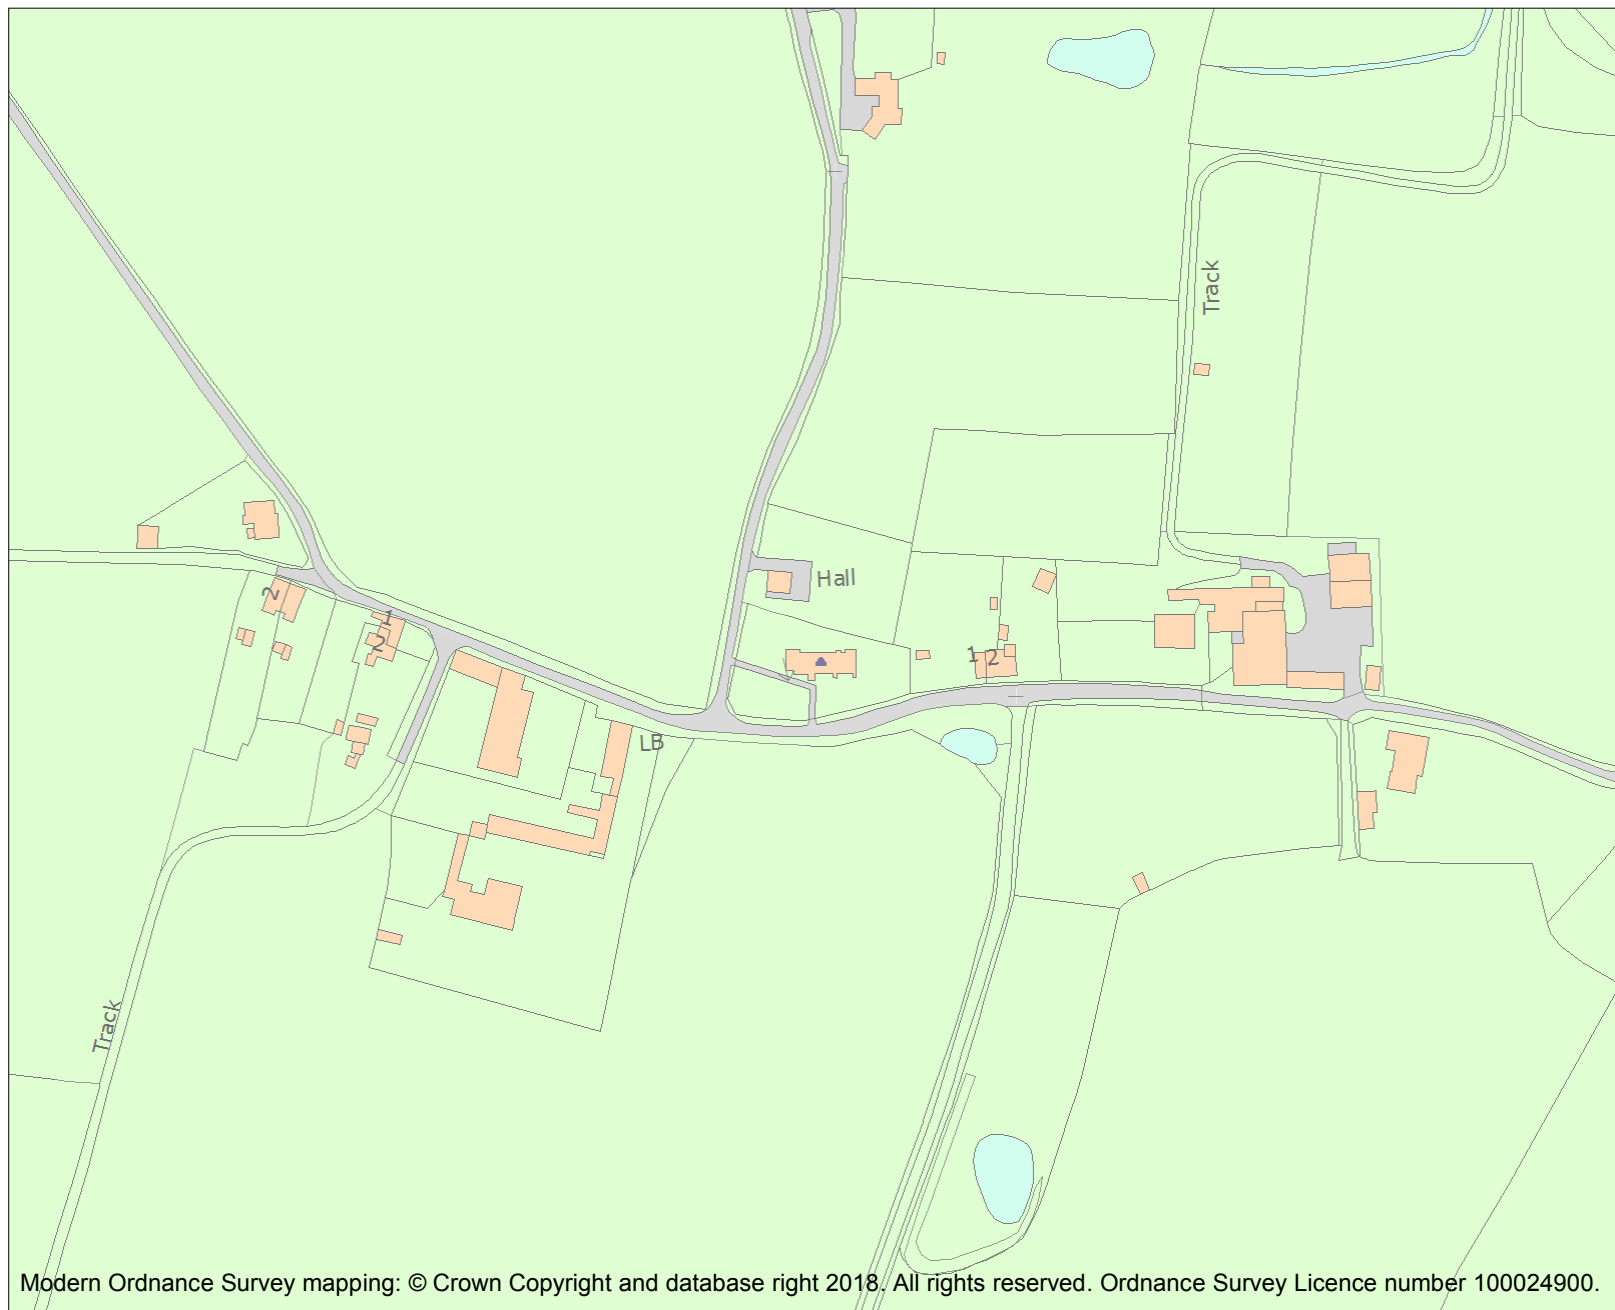 Track
Hall
2
1
2
1
2
LB
Track
Modern Ordnance Survey mapping: © Crown Copyright and database right 2018. All rights reserved. Ordnance Survey Licence number 100024900.